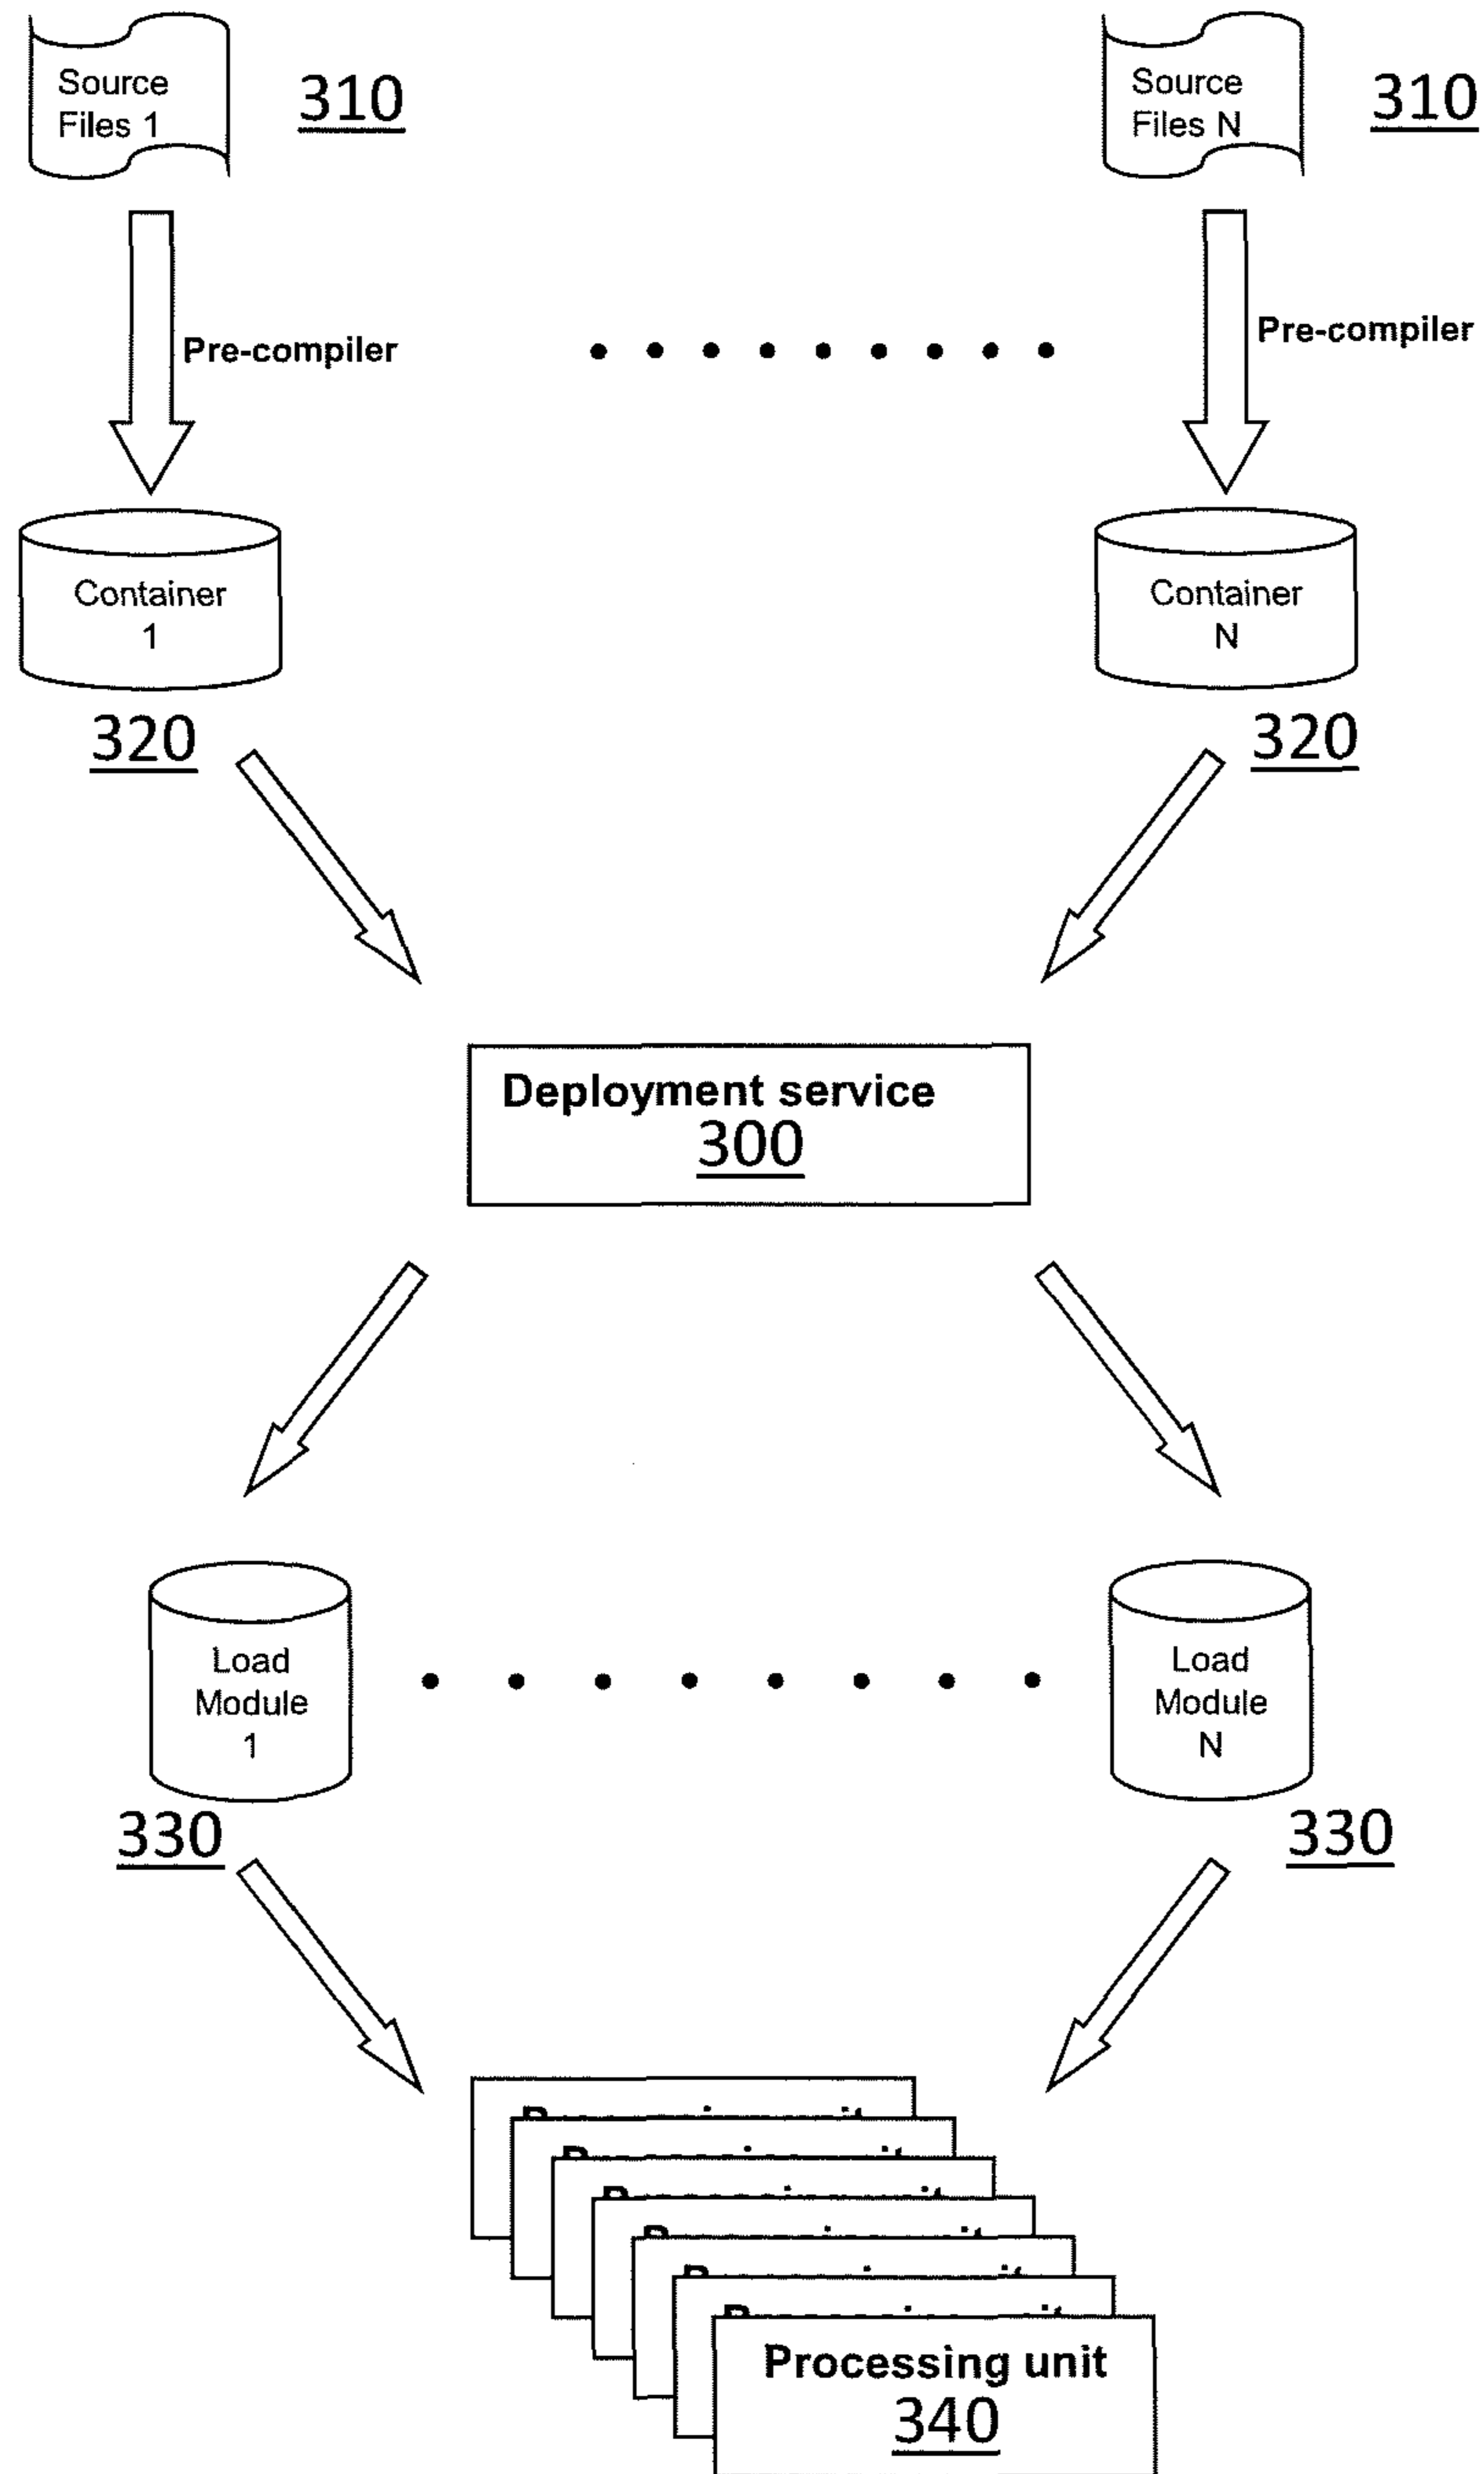 Source
Files 1
310
Source
Files N
310
Pre-compiler
Pre-compiler
Container
1
Container
N
320
320
Deployment service
300
Load
Module
1
Load
Module
N
330
330
Processing unit
340